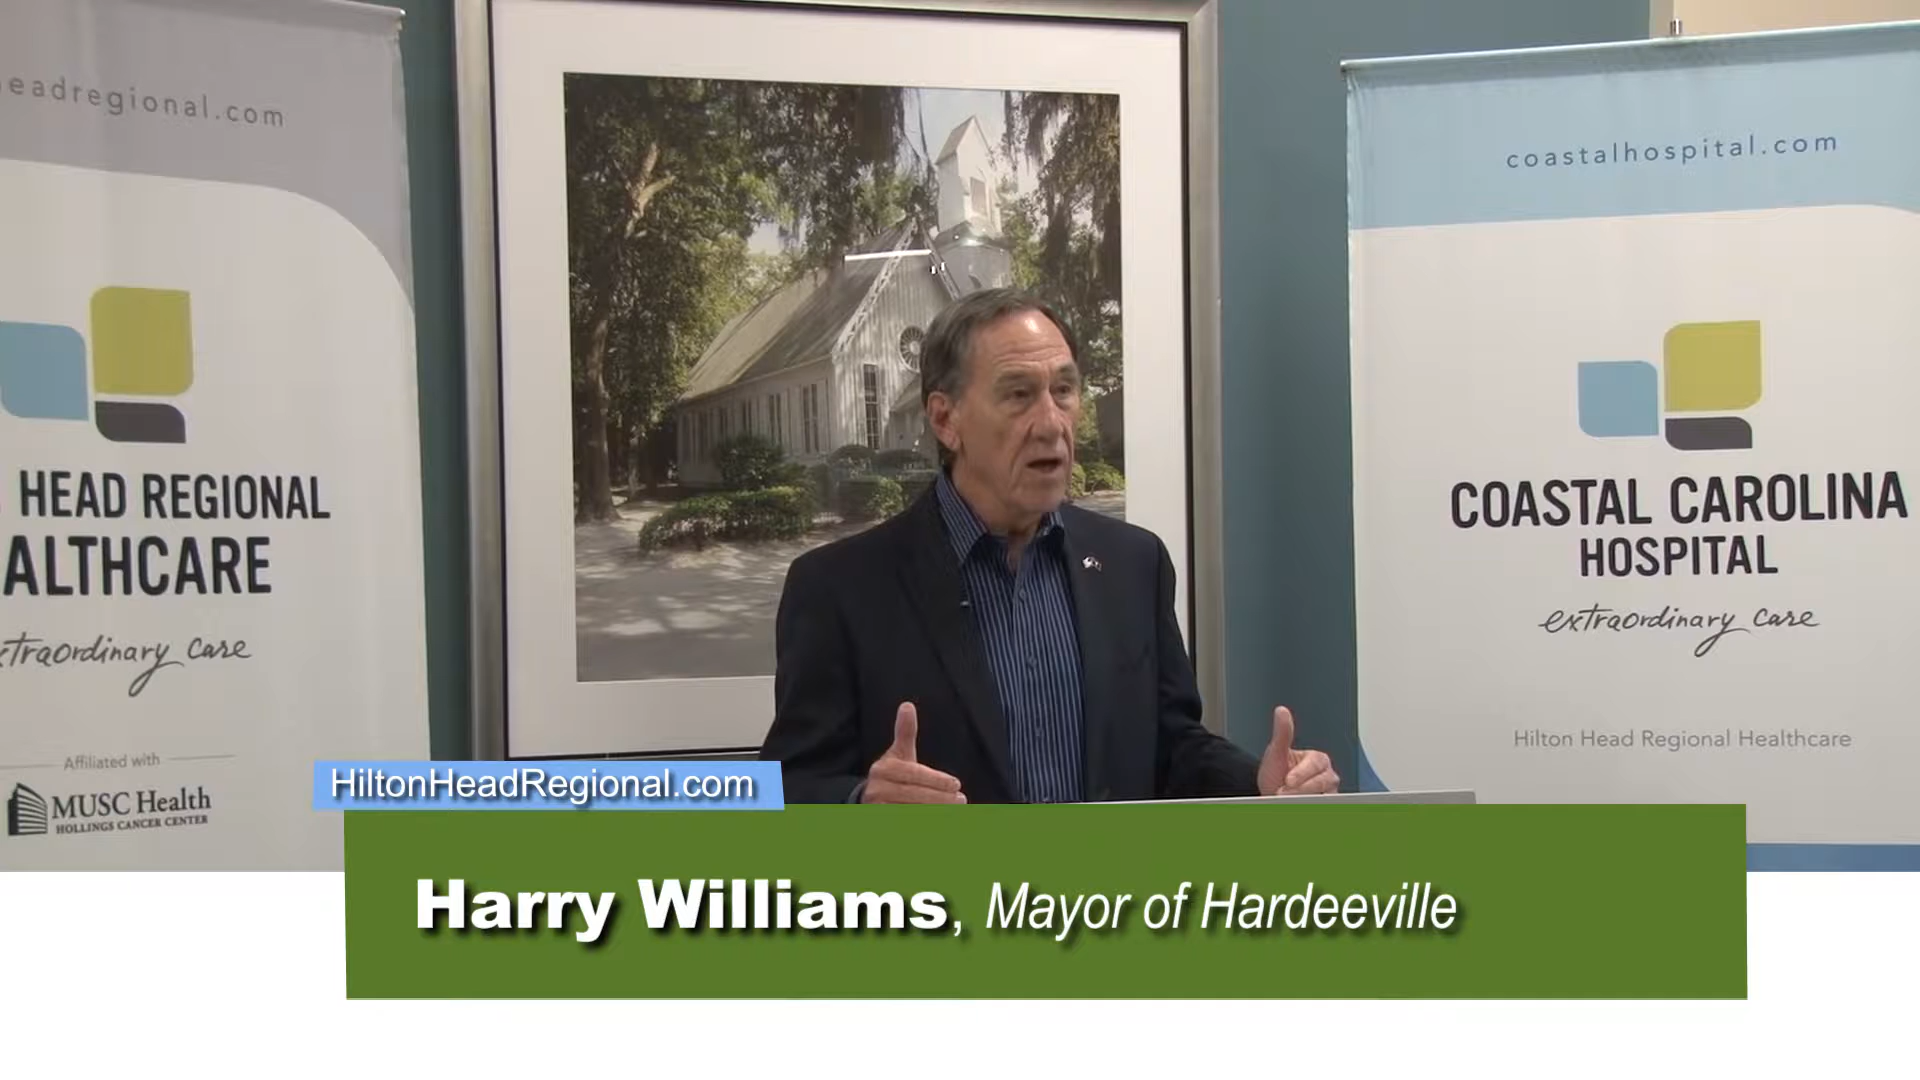 eadregional.com
HEAD REGIONAL
ALTHCARE
extraordinary care
Affiliated with
MUSC Health
HOLLINGS CANCER CENTER
coastalhospital.com
COASTAL CAROLINA
HOSPITAL
extraordinary care
Hilton Head Regional Healthcare
HiltonHeadRegional.com
Harry Williams, Mayor of Hardeeville